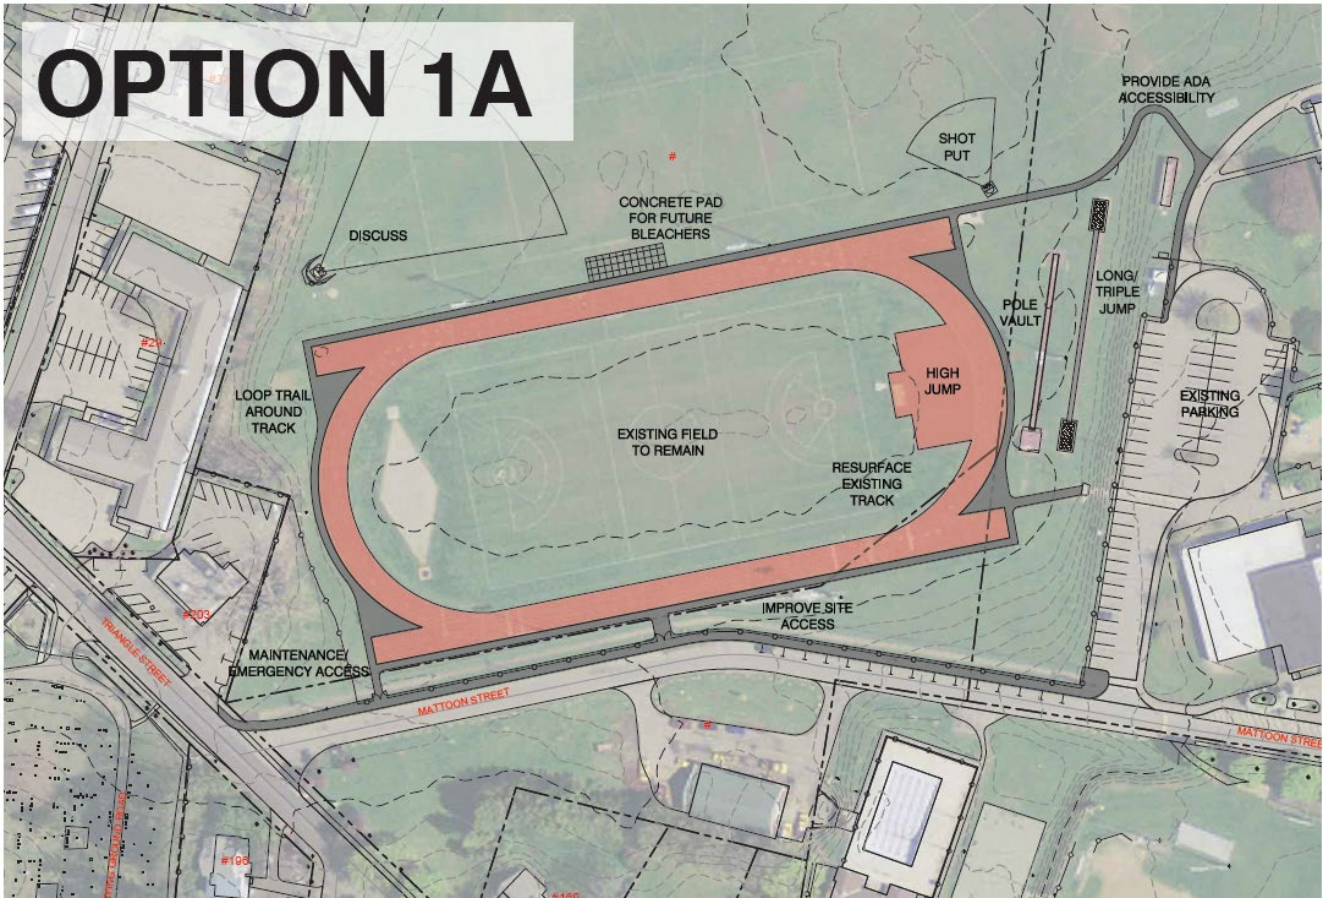 OPTION 1A
PROVIDE ADA
ACCESSIBILITY
SHOT
PUT
#
CONCRETE PAD
FOR FUTURE
BLEACHERS
DISCUSS
LONG/
TRIPLE
JUMP
POLE
VAULT
#29
HIGH
JUMP
LOOP TRAIL
AROUND
TRACK
EXISTING
PARKING
EXISTING FIELD
TO REMAIN
RESURFACE
EXISTING
TRACK
#203
IMPROVE SITE
ACCESS
TRIANGLE STREET
MAINTENANCE/
EMERGENCY ACCESS
MATTOON STREET
#
MATTOON STREE
#196